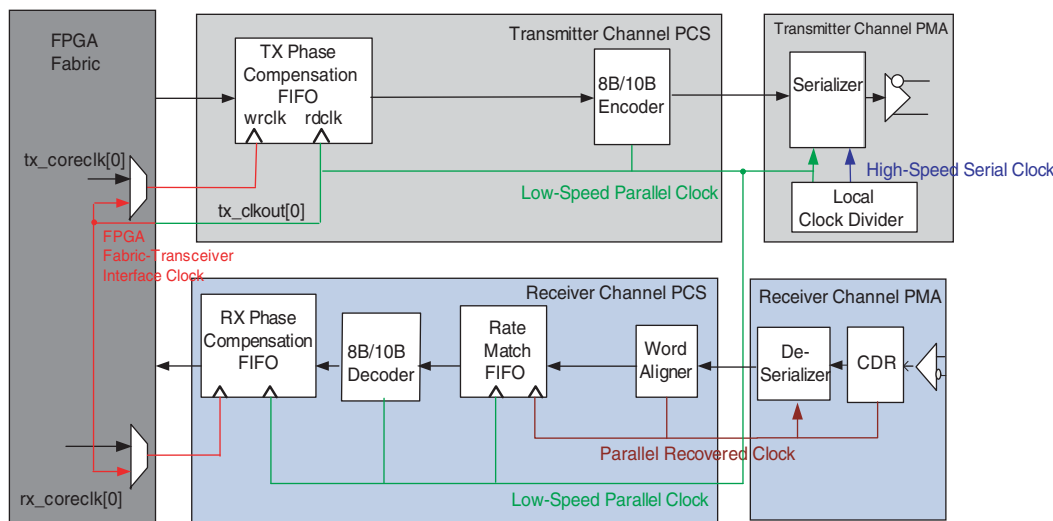 FPGA
Fabric
Transmitter Channel PCS
Transmitter Channel PMA
TX Phase
Compensation
FIFO
wrclk rdclk
8B/10B
Encoder
Serializer
tx_coreclk[0]
Low-Speed Parallel Clock
High-Speed Serial Clock
Local
Clock Divider
tx_clkout[0]
FPGA
Fabric-Transceiver
Interface Clock
Receiver Channel PCS
Receiver Channel PMA
RX Phase
Compensation
FIFO
8B/10B
Decoder
Rate
Match
FIFO
Word
Aligner
De-
Serializer
CDR
Parallel Recovered Clock
rx_coreclk[0]
Low-Speed Parallel Clock